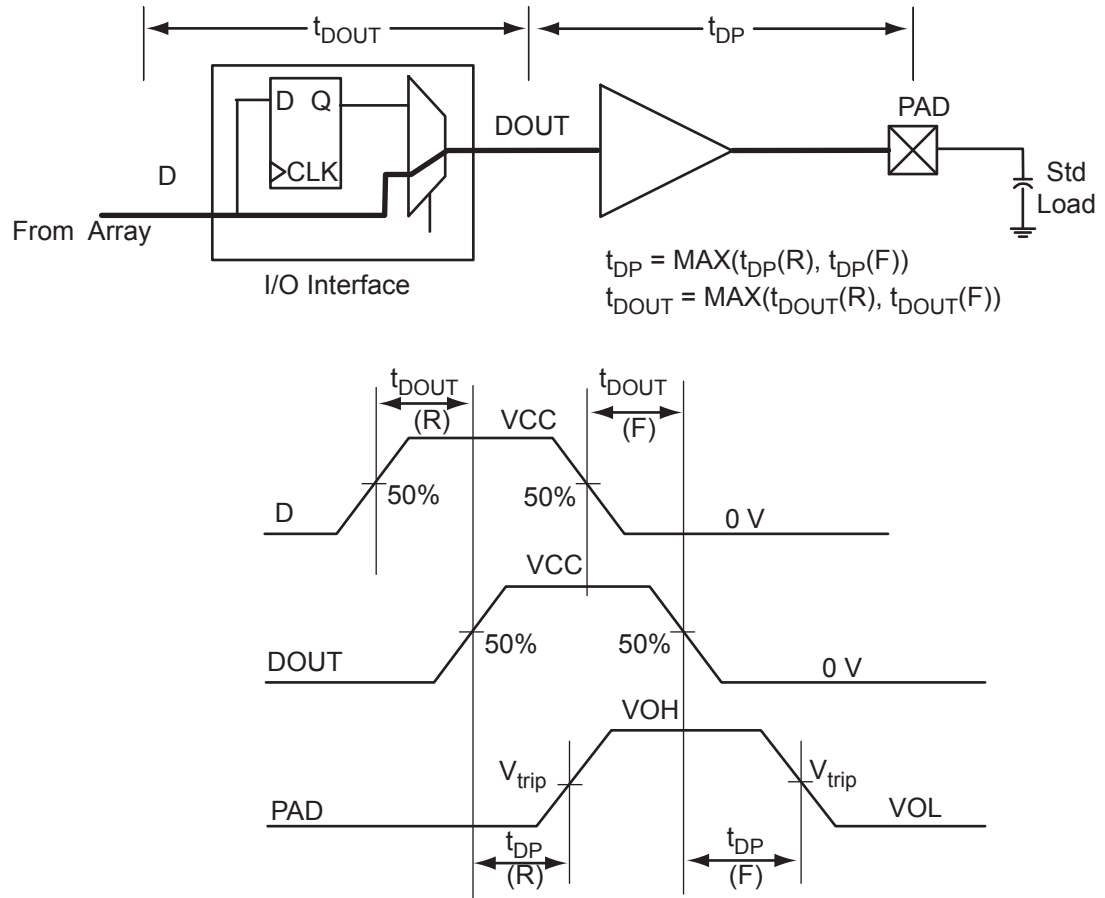 tDOUT
tDP
PAD
D Q
DOUT
CLK
D
Std
Load
From Array
I/O Interface
tDP = MAX(tDP(R), tDP(F))
tDOUT = MAX(tDOUT(R), tDOUT(F))
tDOUT
(R)
tDOUT
(F)
VCC
50%
50%
D
0 V
VCC
50%
50%
DOUT
0 V
VOH
Vtrip
Vtrip
PAD
VOL
tDP
(R)
tDP
(F)